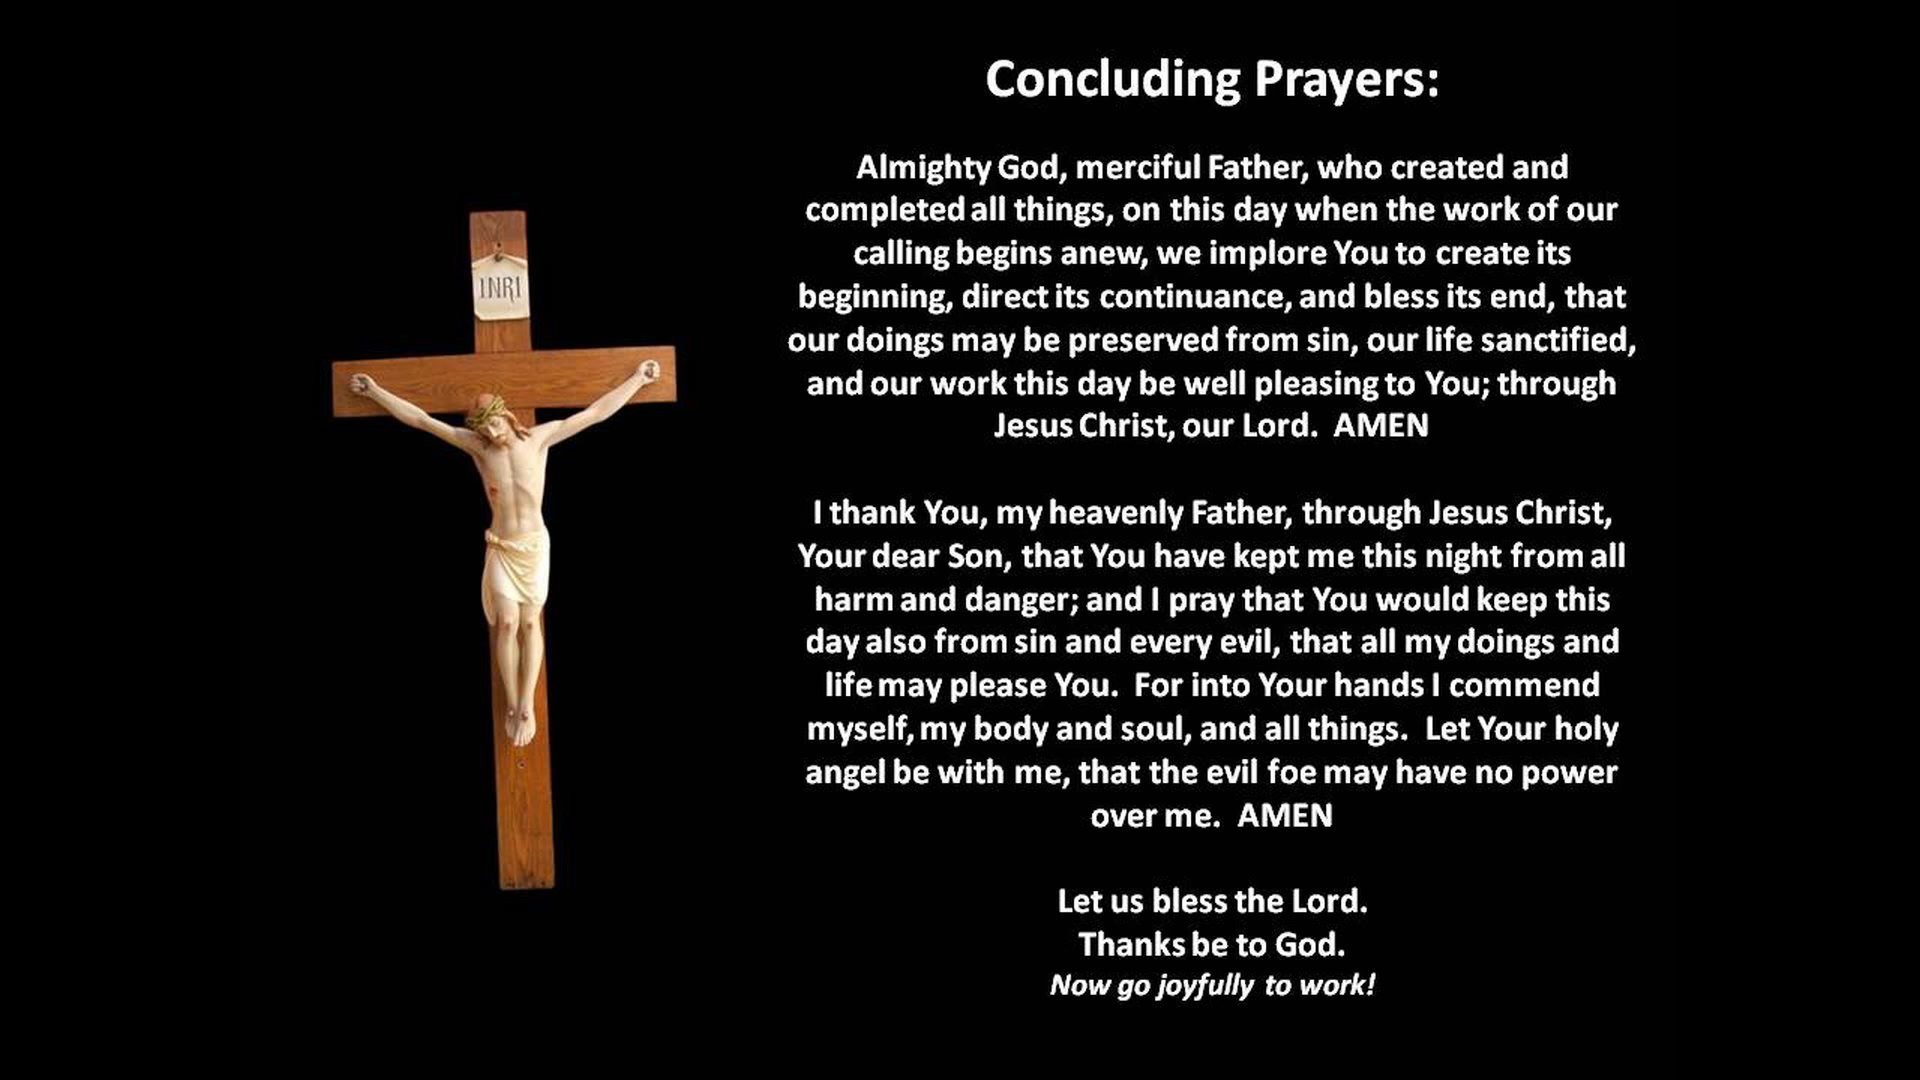 Concluding Prayers:
INRI
Almighty God, merciful Father, who created and
completed all things, on this day when the work of our
calling begins anew, we implore You to create its
beginning, direct its continuance, and bless its end, that
our doings may be preserved from sin, our life sanctified,
and our work this day be well pleasing to You; through
Jesus Christ, our Lord. AMEN
I thank You, my heavenly Father, through Jesus Christ,
Your dear Son, that You have kept me this night from all
harm and danger; and I pray that You would keep this
day also from sin and every evil, that all my doings and
life may please You. For into Your hands I commend
myself, my body and soul, and all things. Let Your holy
angel be with me, that the evil foe may have no power
over me. AMEN
Let us bless the Lord.
Thanks be to God.
Now go joyfully to work!